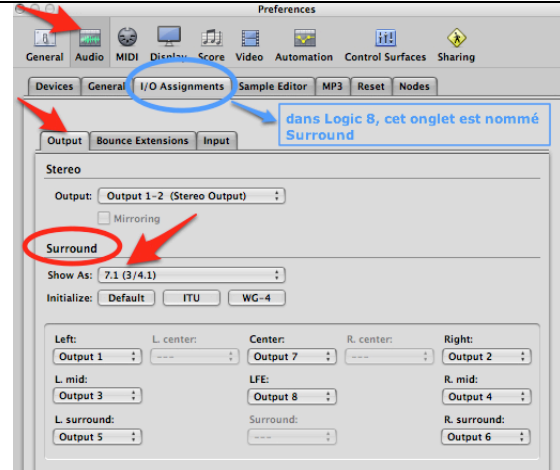 Preferences
General Audio MIDI Display Score Video Automation Control Surfaces Sharing
Devices General I/O Assignments Sample Editor MP3 Reset Nodes
dans Logic 8, cet onglet est nommé
Surround
Output Bounce Extensions Input
Stereo
Output: Output 1-2 (Stereo Output)
Mirroring
Surround
Show As: 7.1 (3/4.1)
Initialize: Default ITU WG-4
Left: L. center: Center: R. center: Right:
Output 1 --- Output 7 --- Output 2
L. mid: LFE: R. mid:
Output 3 Output 8 Output 4
L. surround: Surround: R. surround:
Output 5 --- Output 6